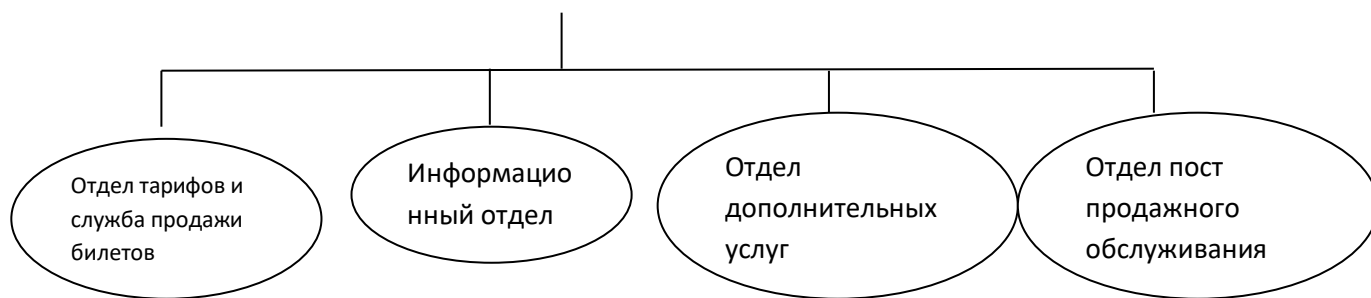 Отдел тарифов и
служба продажи
билетов
Информацио
нный отдел
Отдел
дополнительных
услуг
Отдел пост
продажного
обслуживания